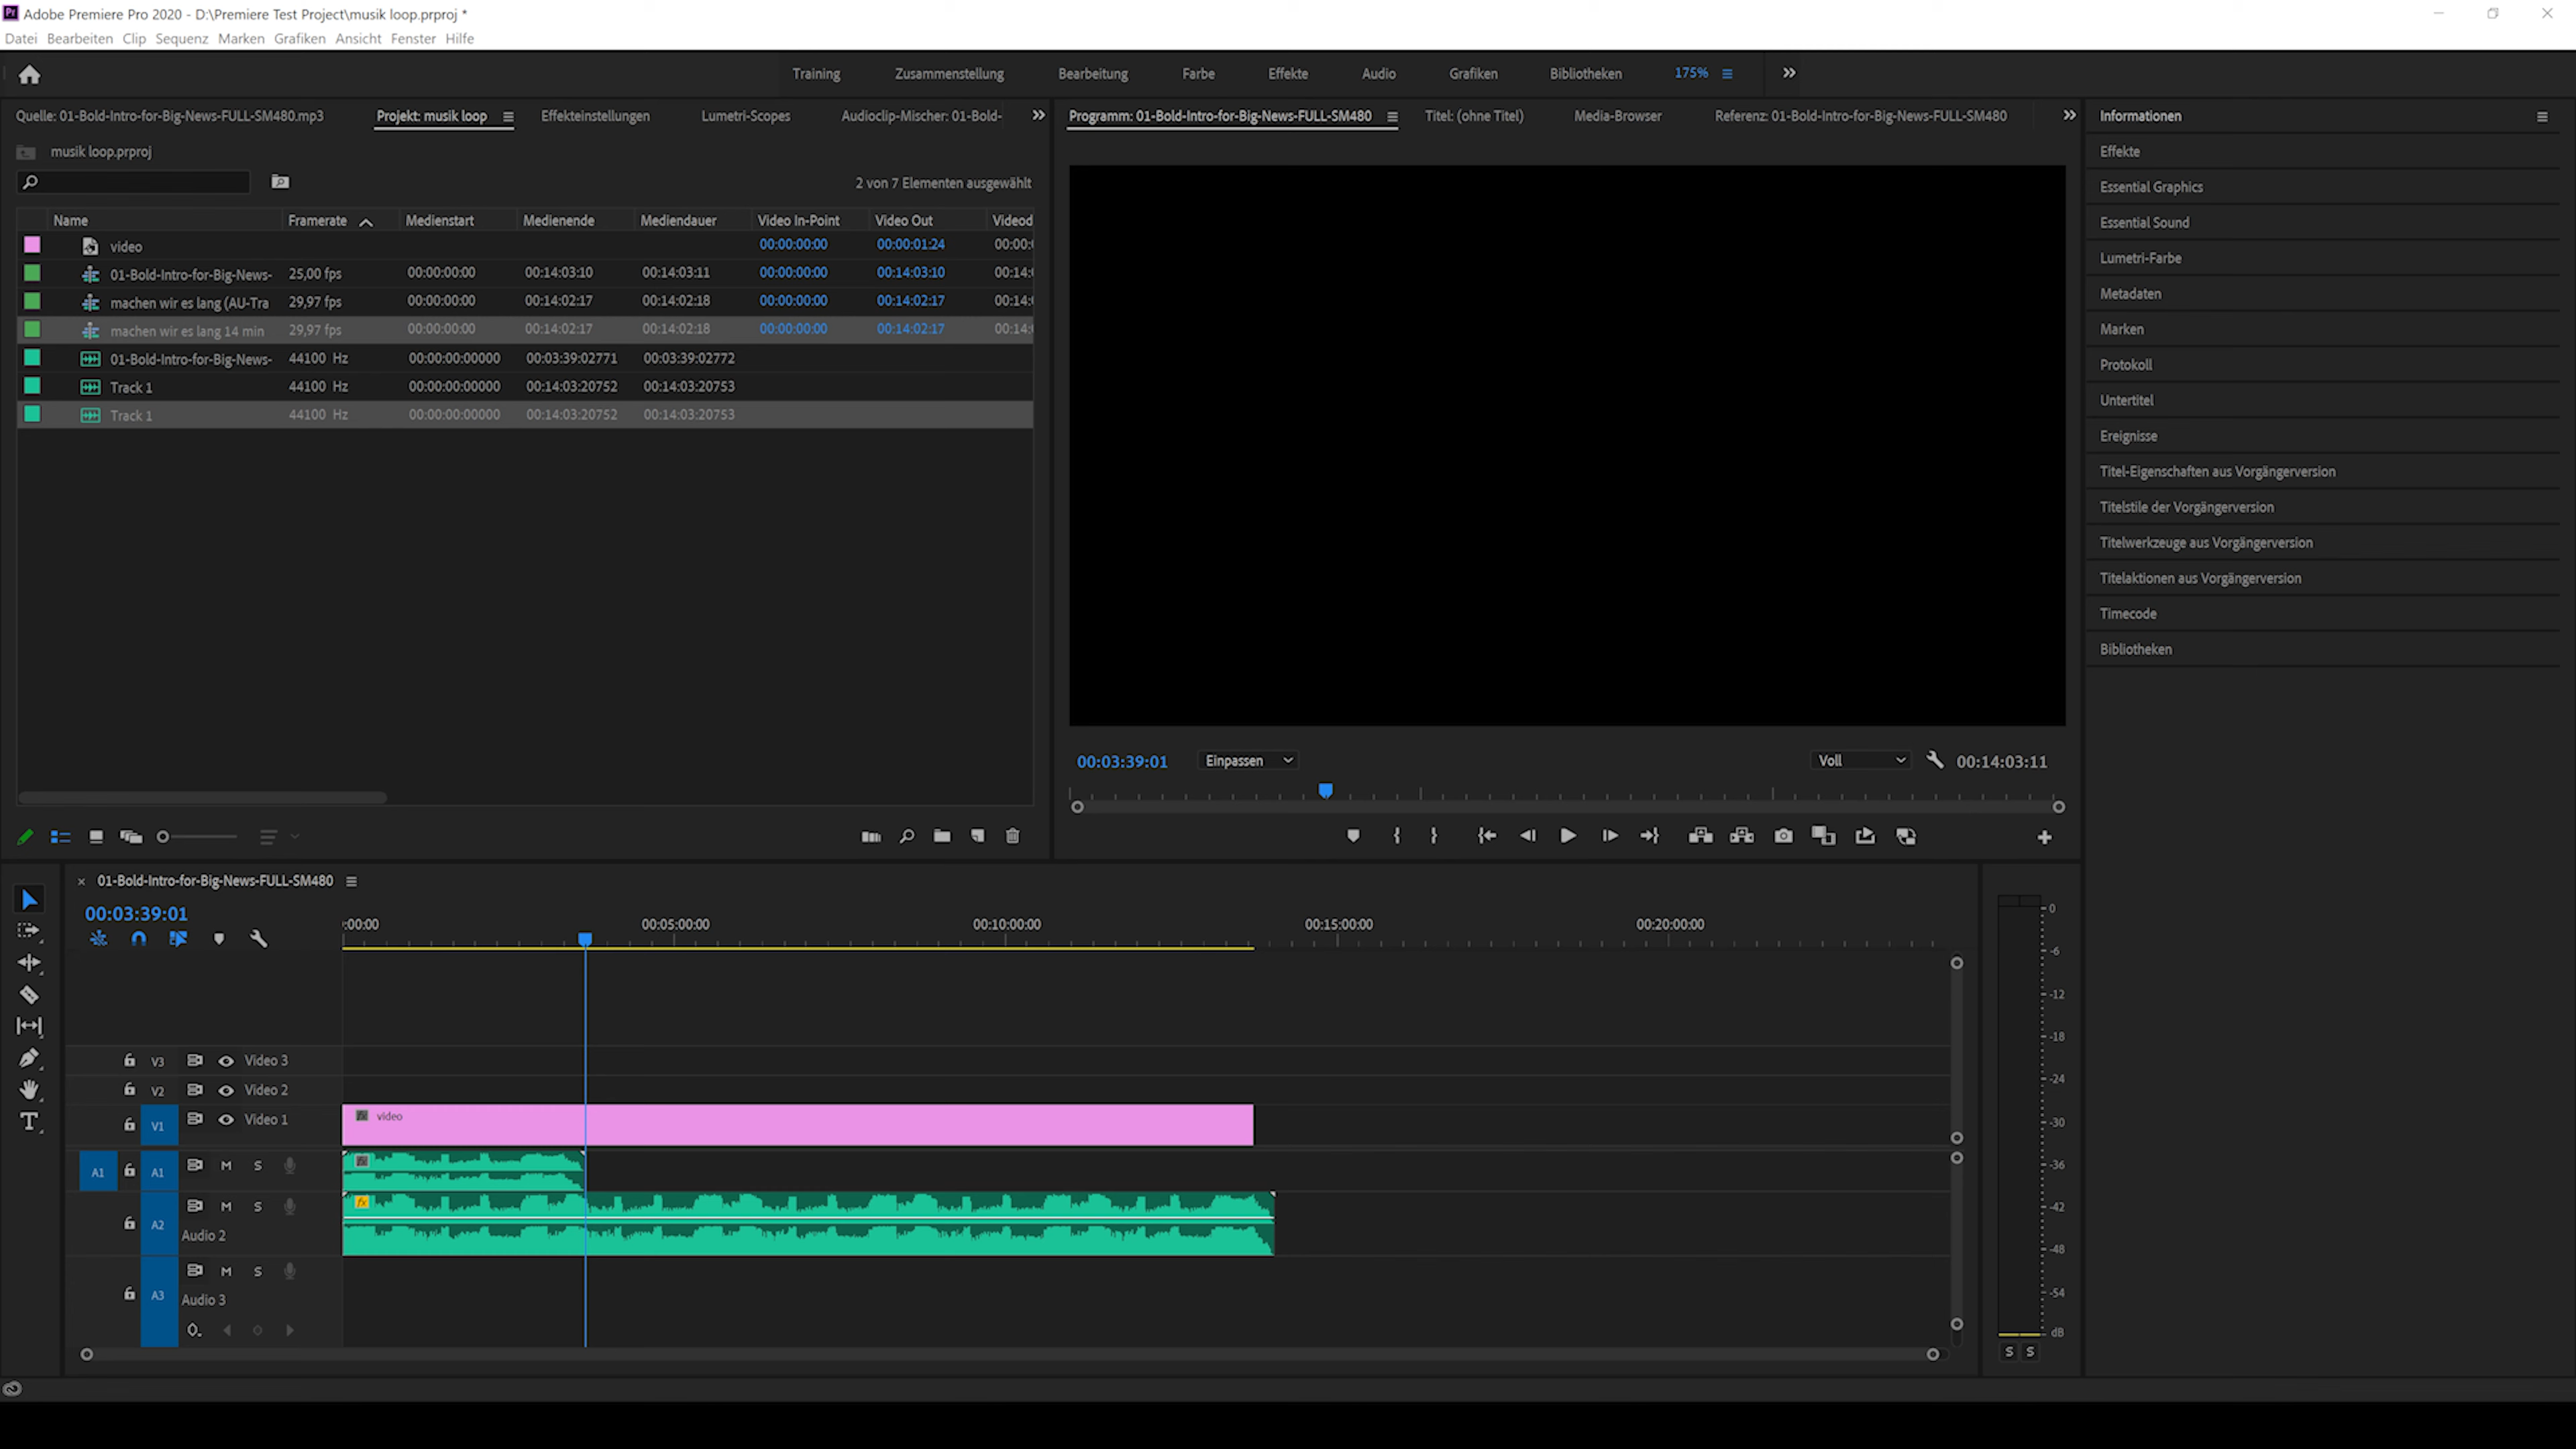 Adobe Premiere Pro 2020 - D:\Premiere Test Project\musik loop.prproj *
Datei Bearbeiten Clip Sequenz Marken Grafiken Ansicht Fenster Hilfe
Training Zusammenstellung Bearbeitung Farbe Effekte Audio Grafiken Bibliotheken 175%
Quelle: 01-Bold-Intro-for-Big-News-FULL-SM480.mp3 Projekt: musik loop Effekteinstellungen Lumetri-Scopes Audioclip-Mischer: 01-Bold-
musik loop.prproj
2 von 7 Elementen ausgewählt
Name Framerate Medienstart Medienende Mediendauer Video In-Point Video Out Videod
video 00:00:00:00 00:00:01:24 00:00:
01-Bold-Intro-for-Big-News- 25,00 fps 00:00:00:00 00:14:03:10 00:14:03:11 00:00:00:00 00:14:03:10 00:14:
machen wir es lang (AU-Tra 29,97 fps 00:00:00:00 00:14:02:17 00:14:02:18 00:00:00:00 00:14:02:17 00:14:
machen wir es lang 14 min 29,97 fps 00:00:00:00 00:14:02:17 00:14:02:18 00:00:00:00 00:14:02:17 00:14:
01-Bold-Intro-for-Big-News- 44100 Hz 00:00:00:00000 00:03:39:02771 00:03:39:02772
Track 1 44100 Hz 00:00:00:00000 00:14:03:20752 00:14:03:20753
Track 1 44100 Hz 00:00:00:00000 00:14:03:20752 00:14:03:20753
Programm: 01-Bold-Intro-for-Big-News-FULL-SM480 Titel: (ohne Titel) Media-Browser Referenz: 01-Bold-Intro-for-Big-News-FULL-SM480
00:03:39:01 Einpassen Voll 00:14:03:11
Informationen
Effekte
Essential Graphics
Essential Sound
Lumetri-Farbe
Metadaten
Marken
Protokoll
Untertitel
Ereignisse
Titel-Eigenschaften aus Vorgängerversion
Titelstile der Vorgängerversion
Titelwerkzeuge aus Vorgängerversion
Titelaktionen aus Vorgängerversion
Timecode
Bibliotheken
01-Bold-Intro-for-Big-News-FULL-SM480
00:03:39:01
:00:00 00:05:00:00 00:10:00:00 00:15:00:00 00:20:00:00
V3 Video 3
V2 Video 2
V1 Video 1
video
A1 A1 M S
A2 M S
Audio 2
fx
A3 M S
Audio 3
0
-6
-12
-18
-24
-30
-36
-42
-48
-54
dB
S S